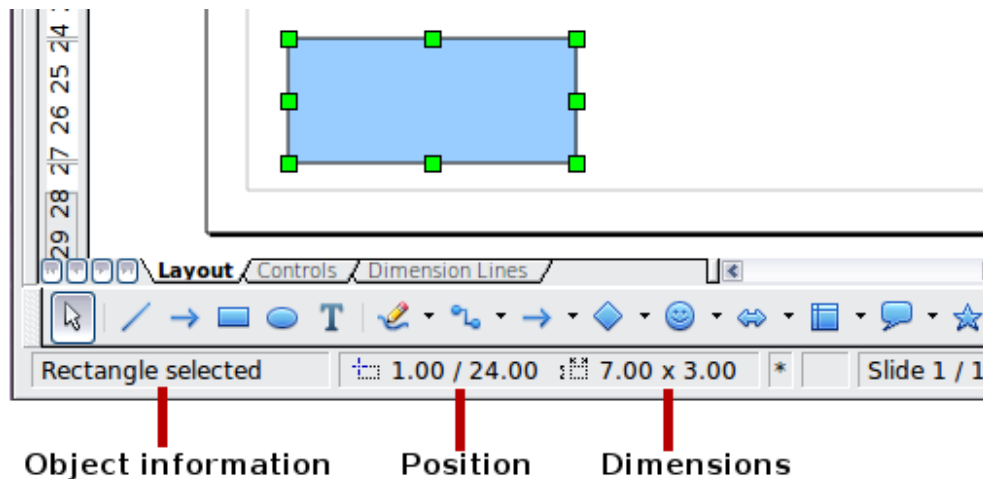 24
25
26
27
28
29
Layout Controls Dimension Lines
T
Rectangle selected 1.00 / 24.00 7.00 x 3.00 * Slide 1 / 1
Object information Position Dimensions